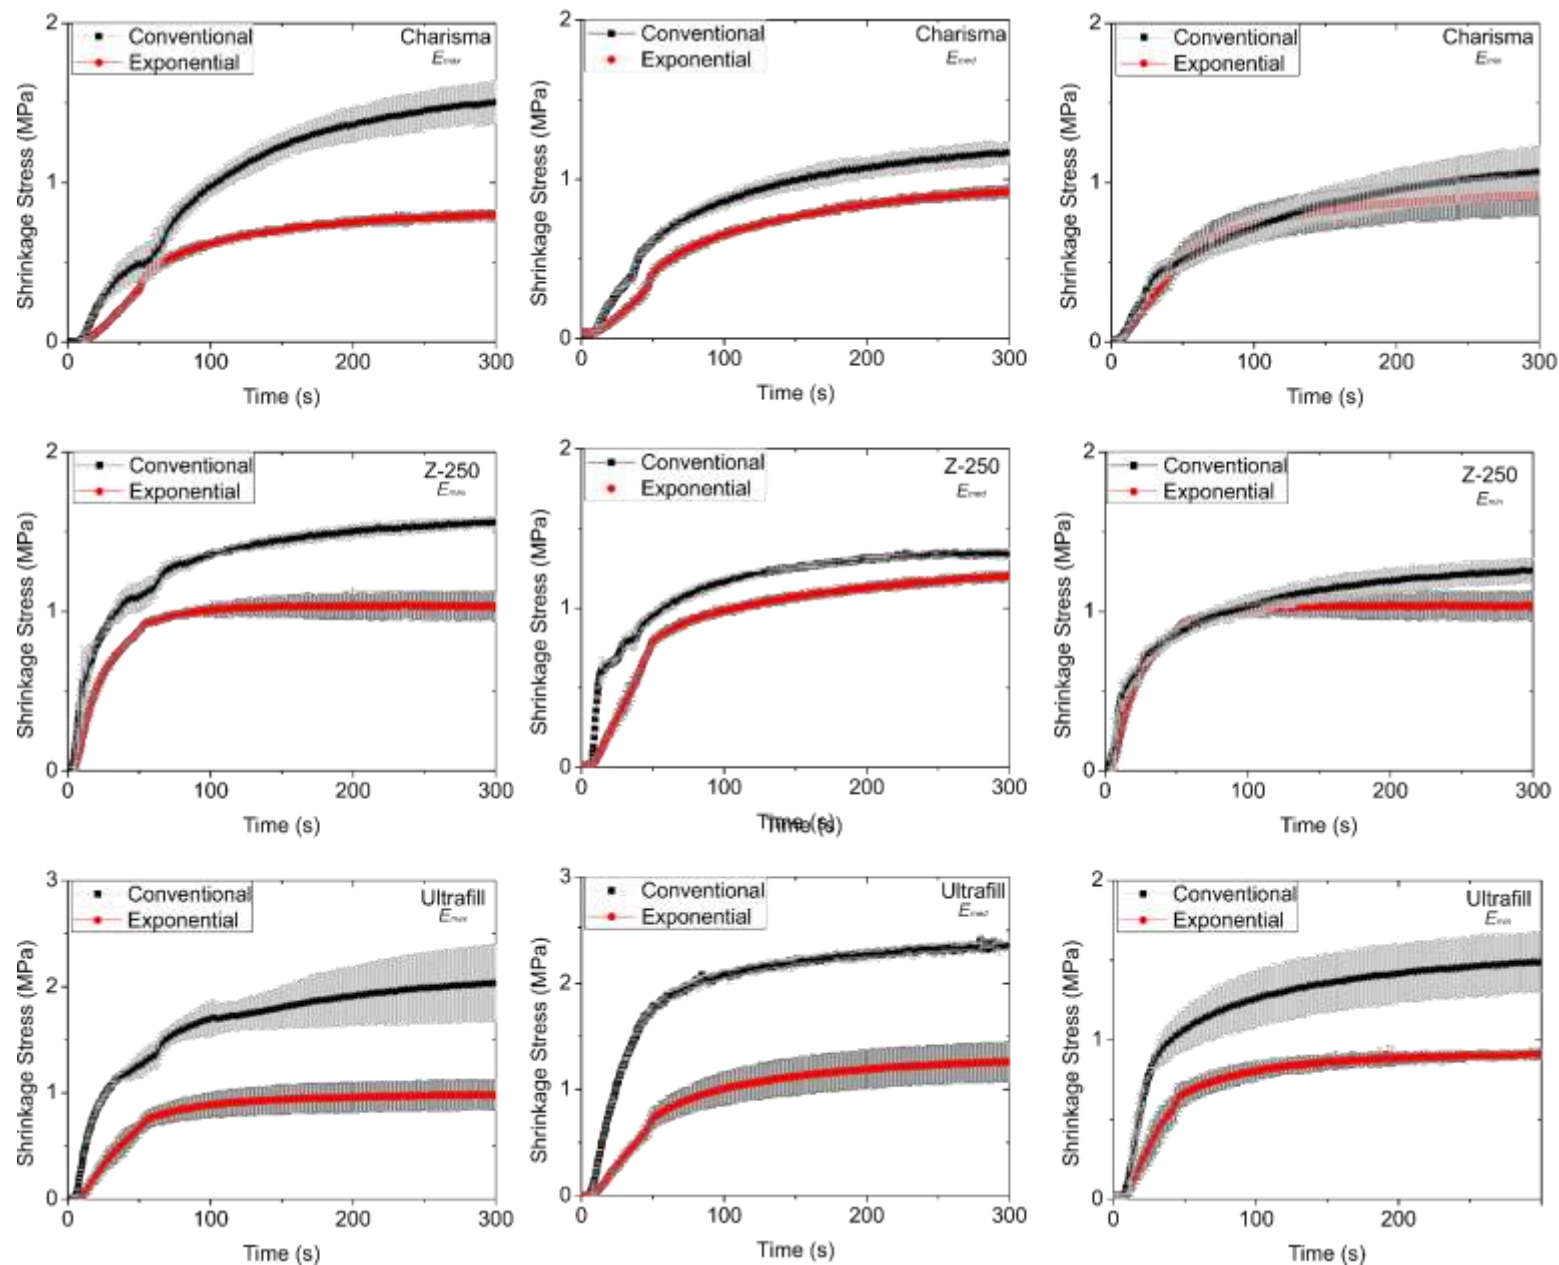 2
Conventional
Exponential
Charisma
Emax
1
0
0
100
200
300
Shrinkage Stress (MPa)
Time (s)
2
Conventional
Exponential
Charisma
Emed
1
0
0
100
200
300
Shrinkage Stress (MPa)
Time (s)
2
Conventional
Exponential
Charisma
Emin
1
0
0
100
200
300
Shrinkage Stress (MPa)
Time (s)
2
Conventional
Exponential
Z-250
Emax
1
0
0
100
200
300
Shrinkage Stress (MPa)
Time (s)
2
Conventional
Exponential
Z-250
Emed
1
0
0
100
200
300
Shrinkage Stress (MPa)
Time (s)
2
Conventional
Exponential
Z-250
Emin
1
0
0
100
200
300
Shrinkage Stress (MPa)
Time (s)
3
Conventional
Exponential
Ultrafill
Emax
2
1
0
0
100
200
300
Shrinkage Stress (MPa)
Time (s)
3
Conventional
Exponential
Ultrafill
Emed
2
1
0
0
100
200
300
Shrinkage Stress (MPa)
Time (s)
2
Conventional
Exponential
Ultrafill
Emin
1
0
0
100
200
Shrinkage Stress (MPa)
Time (s)